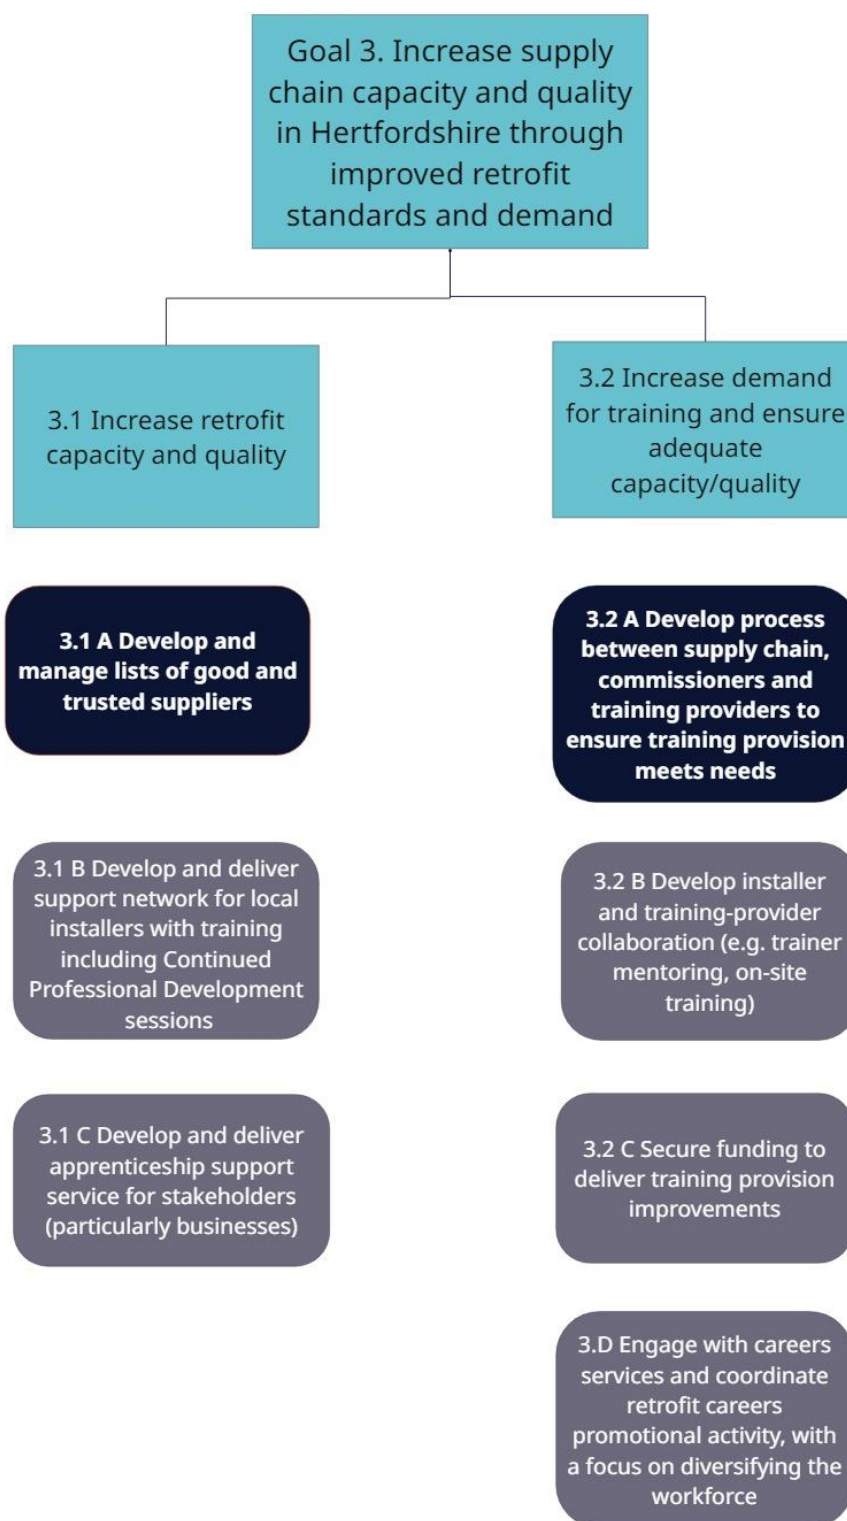 Goal 3. Increase supply
chain capacity and quality
in Hertfordshire through
improved retrofit
standards and demand
3.1 Increase retrofit
capacity and quality
3.2 Increase demand
for training and ensure
adequate
capacity/quality
3.1 A Develop and
manage lists of good and
trusted suppliers
3.2 A Develop process
between supply chain,
commissioners and
training providers to
ensure training provision
meets needs
3.1 B Develop and deliver
support network for local
installers with training
including Continued
Professional Development
sessions
3.2 B Develop installer
and training-provider
collaboration (e.g. trainer
mentoring, on-site
training)
3.1 C Develop and deliver
apprenticeship support
service for stakeholders
(particularly businesses)
3.2 C Secure funding to
deliver training provision
improvements
3.D Engage with careers
services and coordinate
retrofit careers
promotional activity, with
a focus on diversifying the
workforce